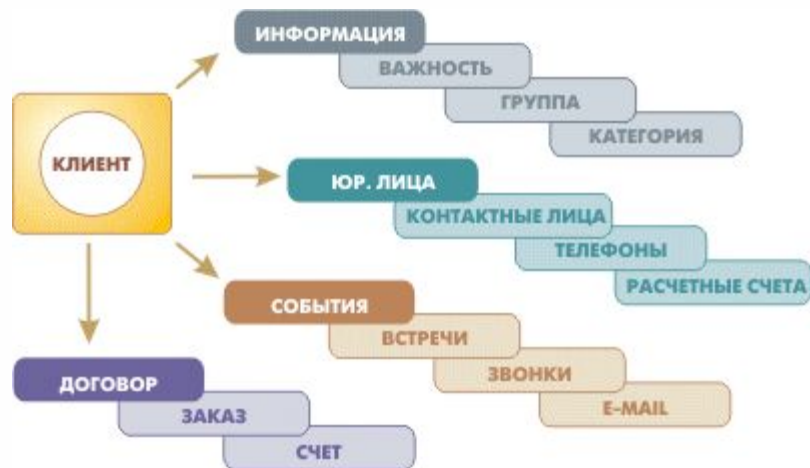 ИНФОРМАЦИЯ
ВАЖНОСТЬ
ГРУППА
КАТЕГОРИЯ
КЛИЕНТ
ЮР. ЛИЦА
КОНТАКТНЫЕ ЛИЦА
ТЕЛЕФОНЫ
РАСЧЕТНЫЕ СЧЕТА
СОБЫТИЯ
ВСТРЕЧИ
ЗВОНКИ
E-MAIL
ДОГОВОР
ЗАКАЗ
СЧЕТ